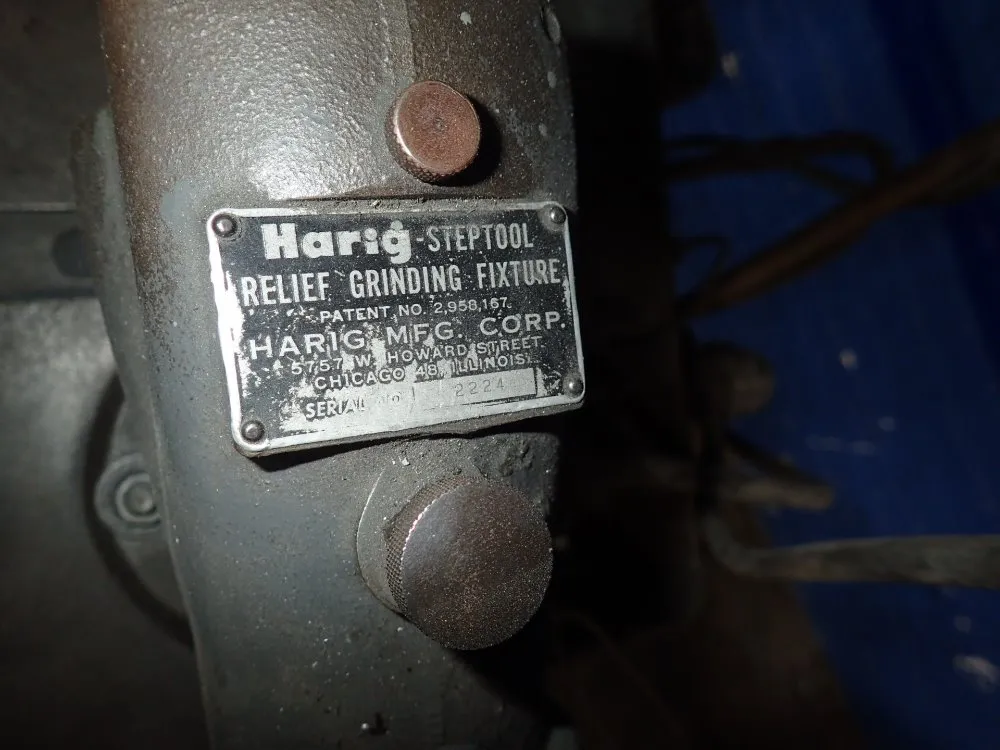 Harig-STEPTOOL
RELIEF GRINDING FIXTURE
PATENT NO. 2,958,167
HARIG MFG. CORP.
5757 W. HOWARD STREET
CHICAGO 48, ILLINOIS
SERIAL No 2224